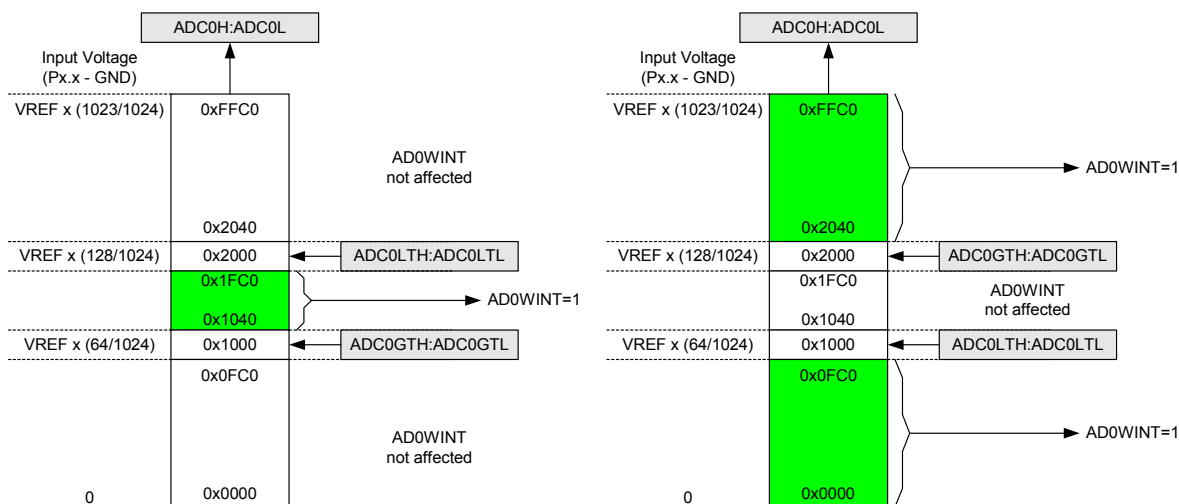 ADC0H:ADC0L
Input Voltage
(Px.x - GND)
VREF x (1023/1024)
0xFFC0
AD0WINT
not affected
0x2040
VREF x (128/1024)
0x2000
ADC0LTH:ADC0LTL
0x1FC0
AD0WINT=1
0x1040
VREF x (64/1024)
0x1000
ADC0GTH:ADC0GTL
0x0FC0
AD0WINT
not affected
0
0x0000
ADC0H:ADC0L
Input Voltage
(Px.x - GND)
VREF x (1023/1024)
0xFFC0
AD0WINT=1
0x2040
VREF x (128/1024)
0x2000
ADC0GTH:ADC0GTL
0x1FC0
AD0WINT
not affected
0x1040
VREF x (64/1024)
0x1000
ADC0LTH:ADC0LTL
0x0FC0
AD0WINT=1
0
0x0000